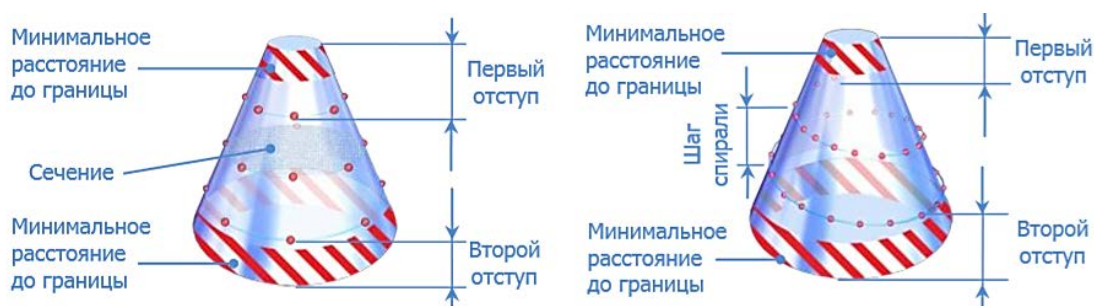 Минимальное
расстояние
до границы
Первый
отступ
Сечение
Минимальное
расстояние
до границы
Второй
отступ
Минимальное
расстояние
до границы
Первый
отступ
Шаг
спирали
Минимальное
расстояние
до границы
Второй
отступ